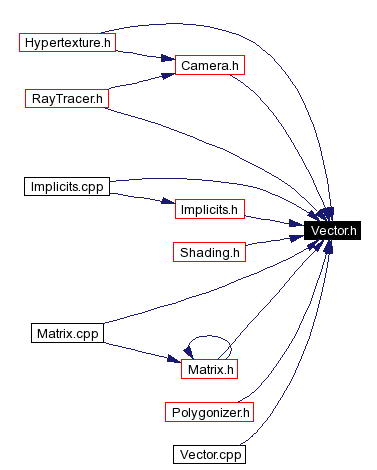 Hypertexture.h
Camera.h
RayTracer.h
Implicits.cpp
Implicits.h
Vector.h
Shading.h
Matrix.cpp
Matrix.h
Polygonizer.h
Vector.cpp